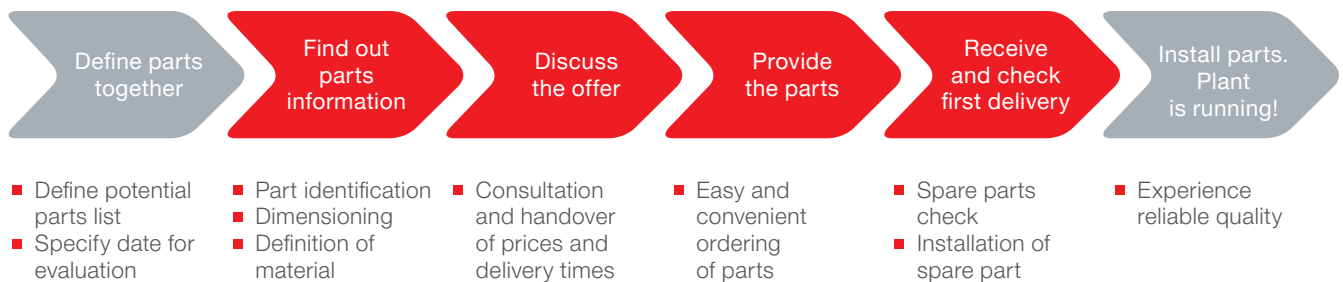 Define parts
together
Find out
parts
information
Discuss
the offer
Provide
the parts
Receive
and check
first delivery
Install parts.
Plant
is running!
Define potential
parts list
Specify date for
evaluation
Part identification
Dimensioning
Definition of
material
Consultation
and handover
of prices and
delivery times
Easy and
convenient
ordering
of parts
Spare parts
check
Installation of
spare part
Experience
reliable quality